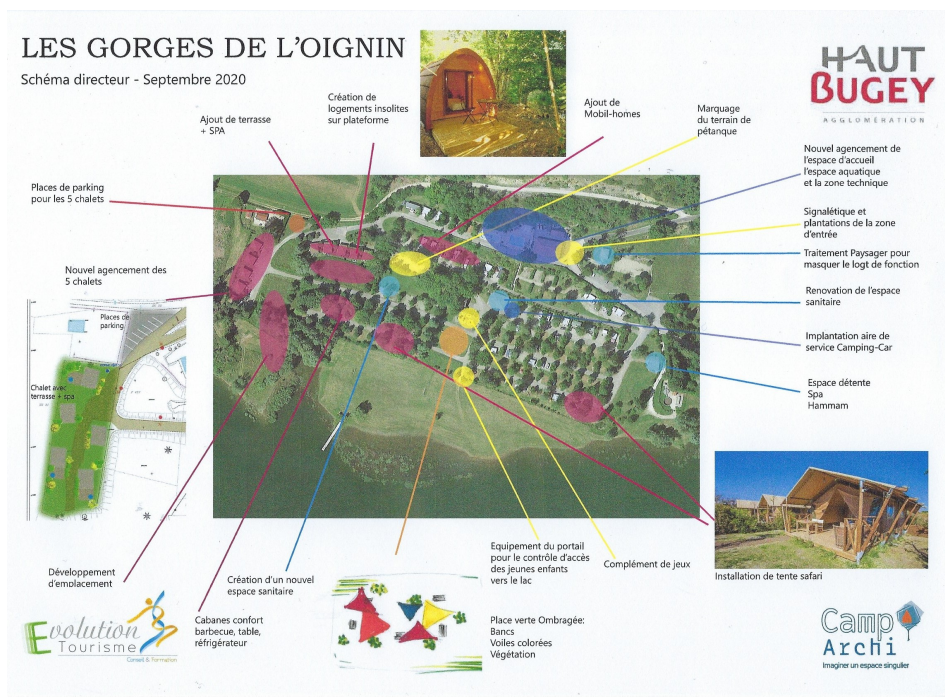 LES GORGES DE L'OIGNIN
Schéma directeur - Septembre 2020
HAUT
BUGEY
AGGLOMÉRATION
Création de
logements insolites
sur plateforme
Ajout de terrasse
+ SPA
Ajout de
Mobil-homes
Marquage
du terrain de
pétanque
Nouvel agencement de
l'espace d'accueil
l'espace aquatique
et la zone technique
Places de parking
pour les 5 chalets
Signalétique et
plantations de la zone
d'entrée
Traitement Paysager pour
masquer le logt de fonction
Nouvel agencement des
5 chalets
Renovation de l'espace
sanitaire
Places de
parking
Implantation aire de
service Camping-Car
Chalet avec
terrasse + spa
Espace détente
Spa
Hammam
Equipement du portail
pour le contrôle d'accès
des jeunes enfants
vers le lac
Complément de jeux
Installation de tente safari
Développement
d'emplacement
Création d'un nouvel
espace sanitaire
Cabanes confort
barbecue, table,
réfrigérateur
Place verte Ombragée:
Bancs
Voiles colorées
Végétation
Evolution
Tourisme
Conseil & Formation
Camp
Archi
Imaginer un espace singulier